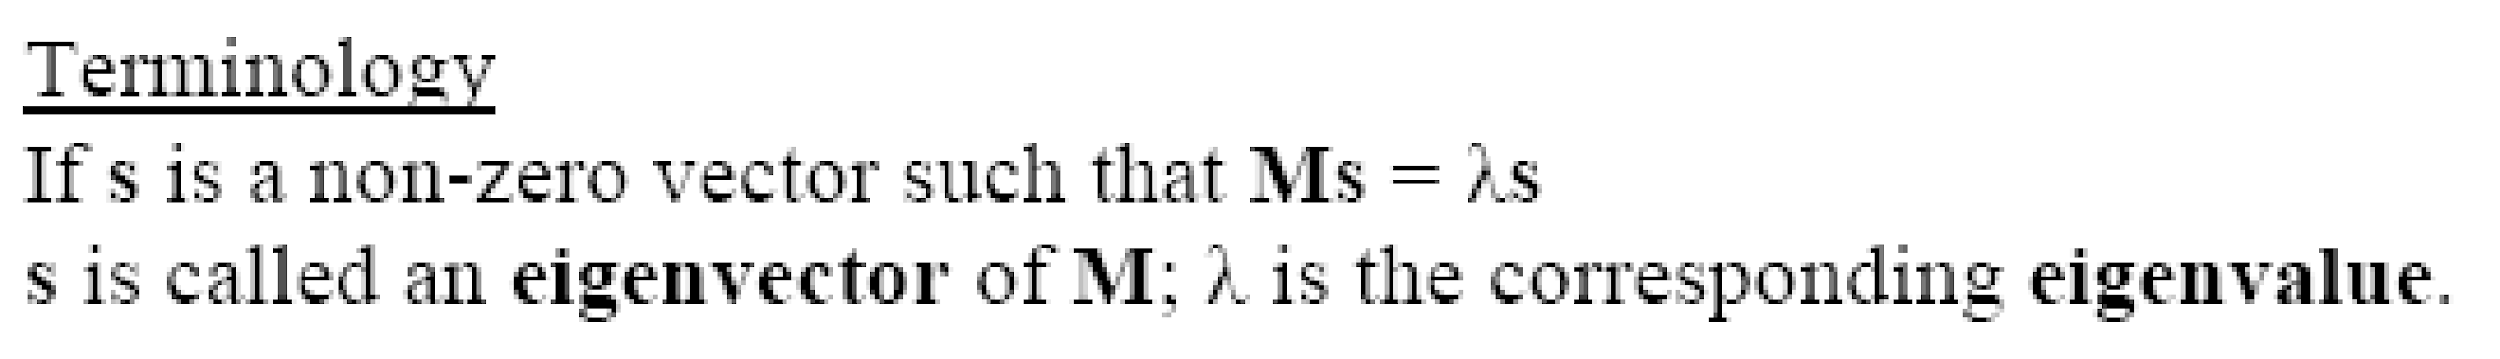 Terminology
If s is a non-zero vector such that Ms = λs
s is called an eigenvector of M; λ is the corresponding eigenvalue.